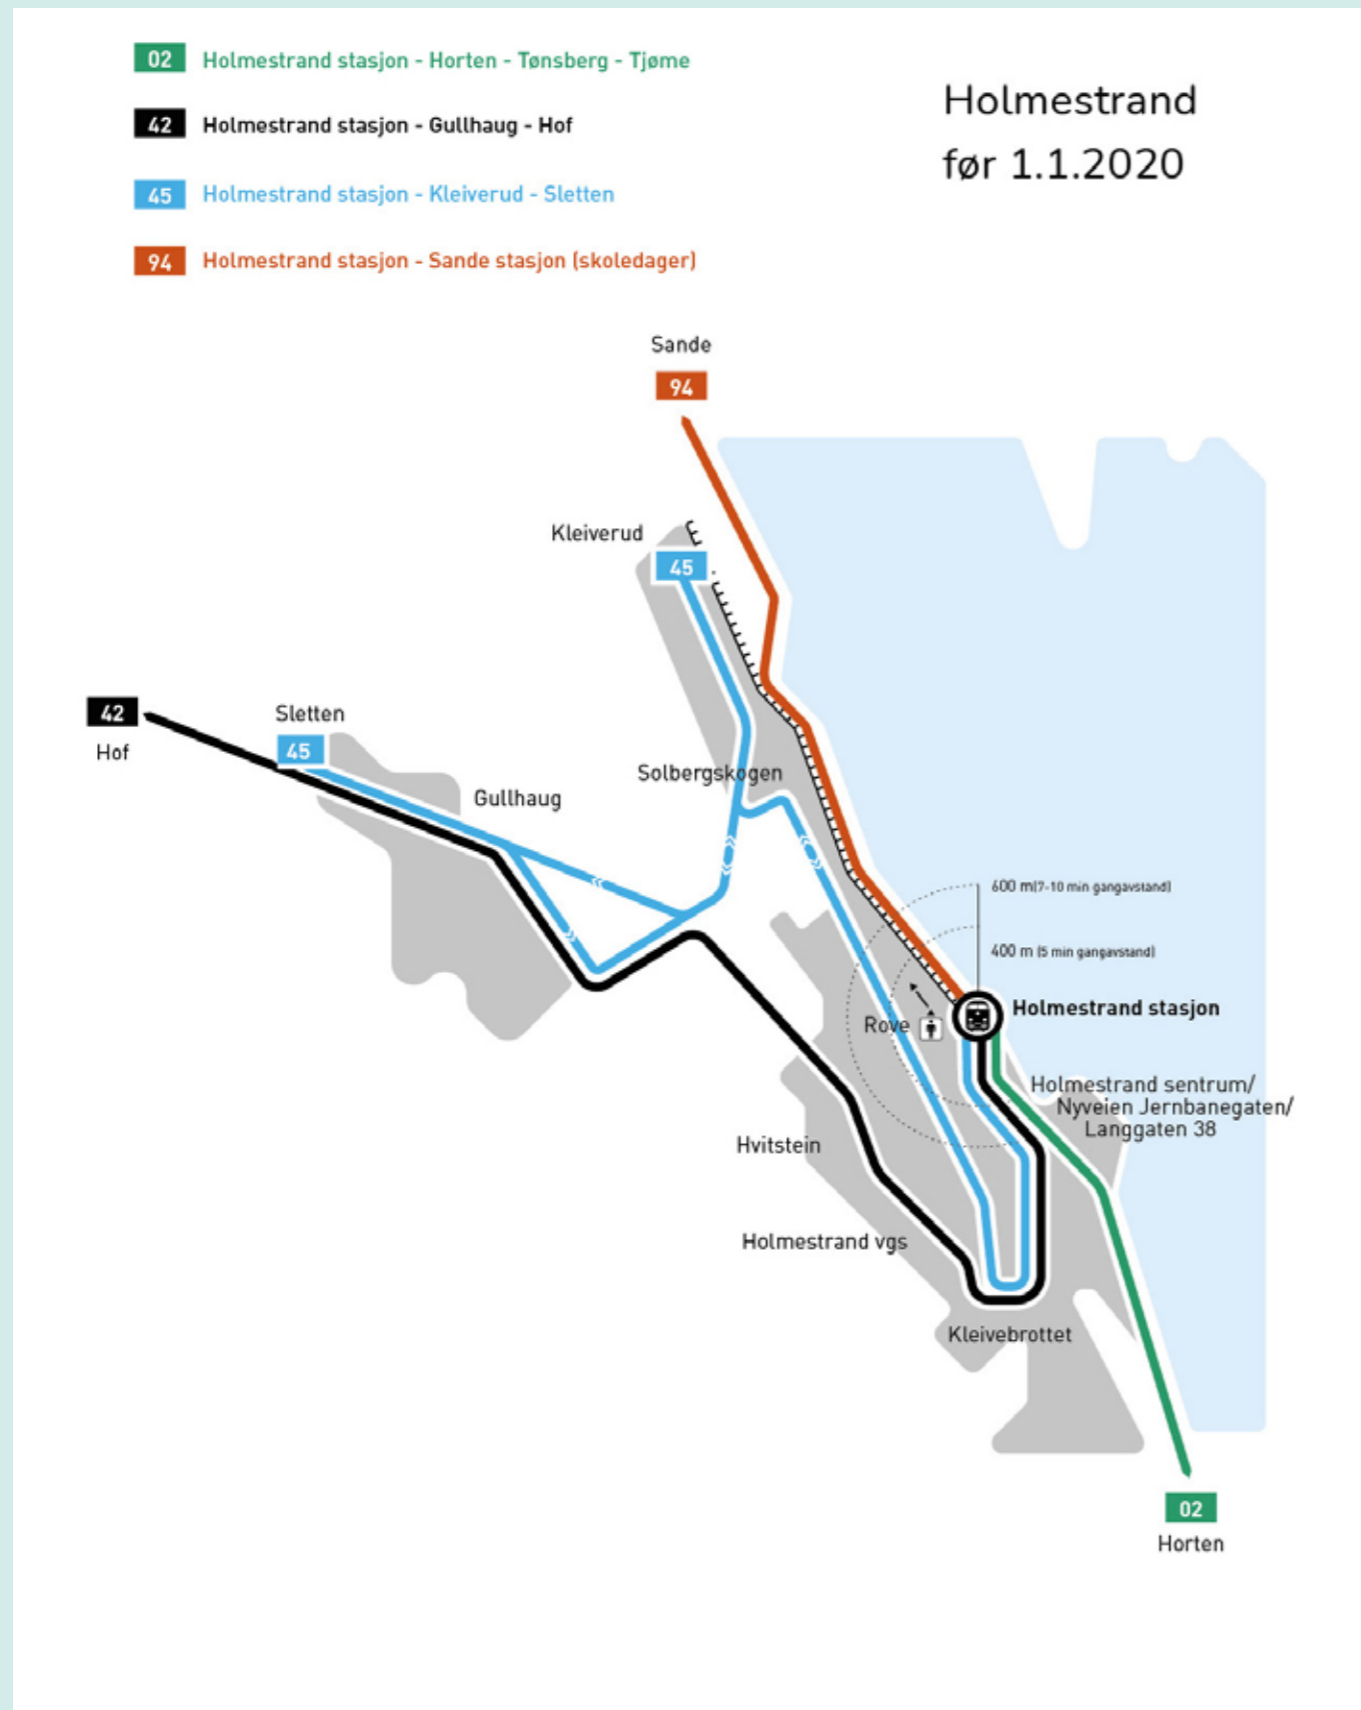 02 Holmestrand stasjon - Horten - Tønsberg - Tjøme
42 Holmestrand stasjon - Gullhaug - Hof
45 Holmestrand stasjon - Kleiverud - Sletten
94 Holmestrand stasjon - Sande stasjon (skoledager)
Holmestrand
før 1.1.2020
Sande
94
Kleiverud
45
42
Hof
Sletten
45
Gullhaug
Solbergskogen
600 m(7-10 min gangavstand)
400 m (5 min gangavstand)
Holmestrand stasjon
Rove
Holmestrand sentrum/
Nyveien Jernbanegaten/
Langgaten 38
Hvitstein
Holmestrand vgs
Kleivebrottet
02
Horten